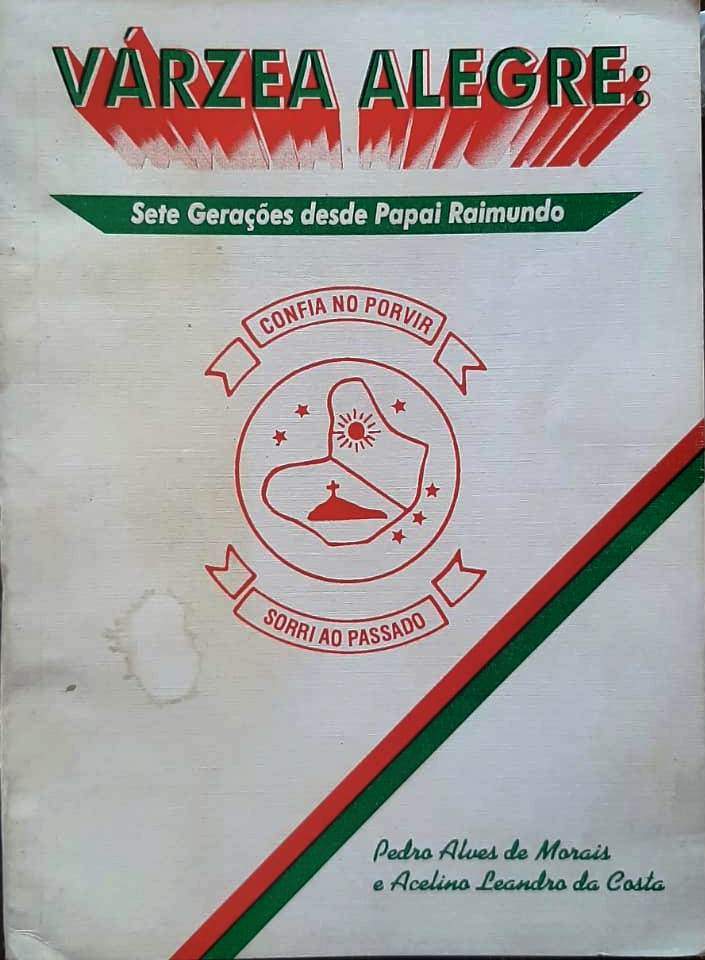 VÁRZEA ALEGRE:
Sete Gerações desde Papai Raimundo
CONFIA NO PORVIR
SORRI AO PASSADO
Pedro Alves de Morais
e Acelino Leandro da Costa